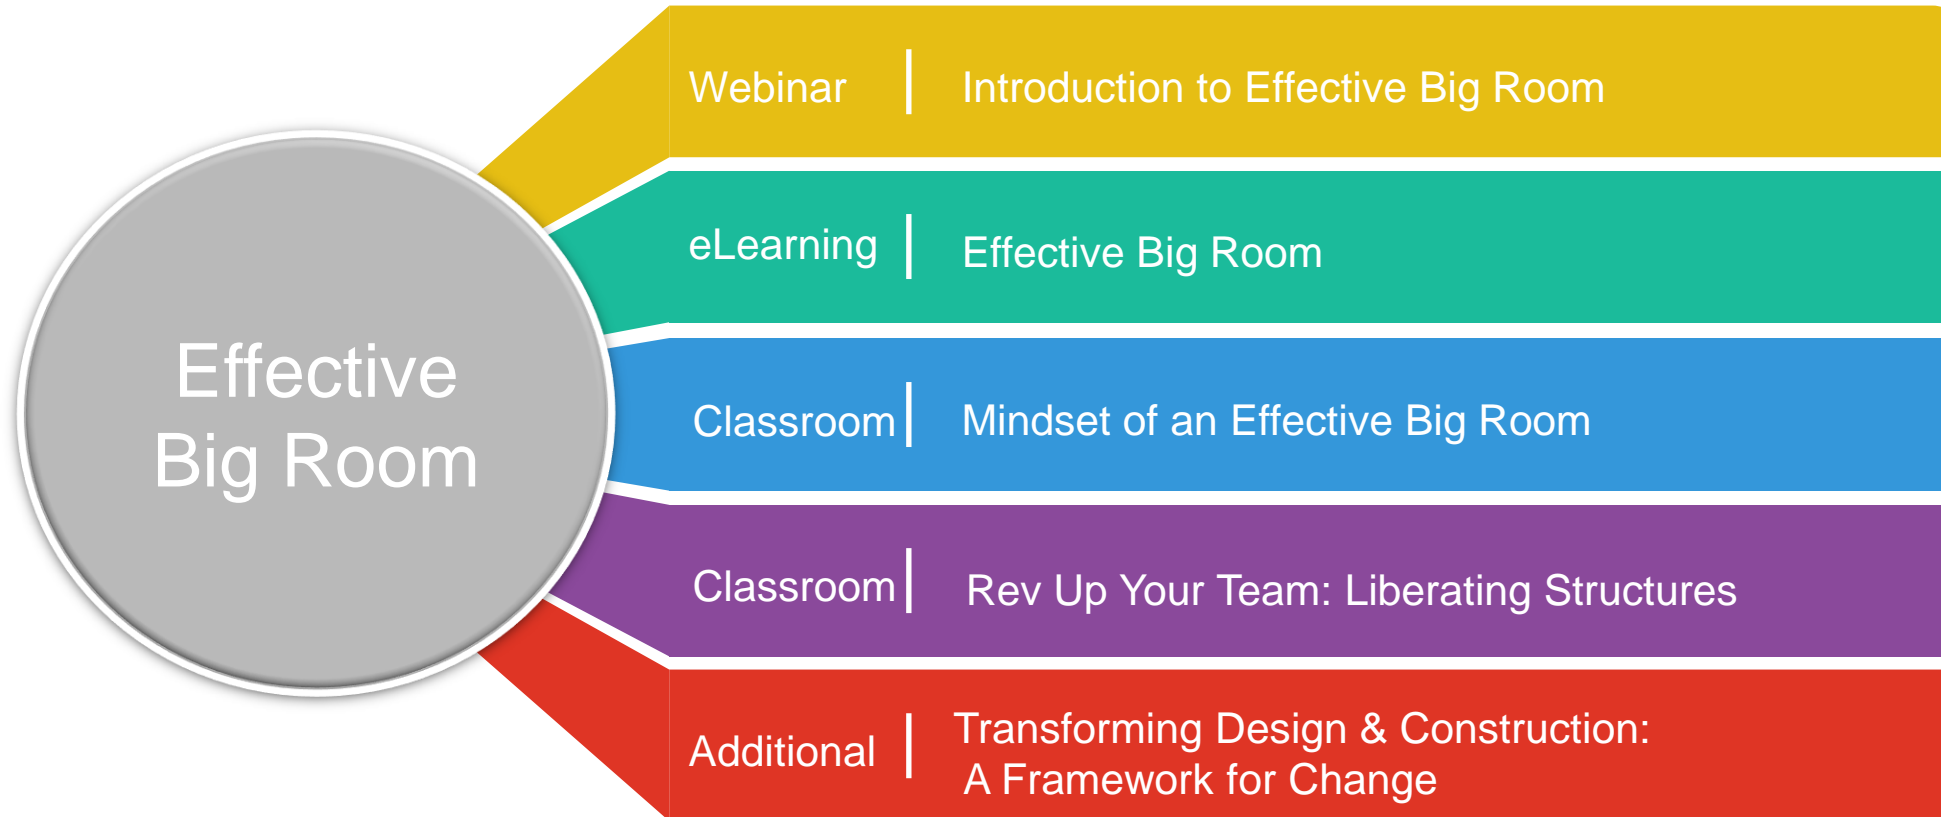 Effective
Big Room
Webinar
Introduction to Effective Big Room
eLearning
Effective Big Room
Classroom
Mindset of an Effective Big Room
Classroom
Rev Up Your Team: Liberating Structures
Additional
Transforming Design & Construction:
A Framework for Change